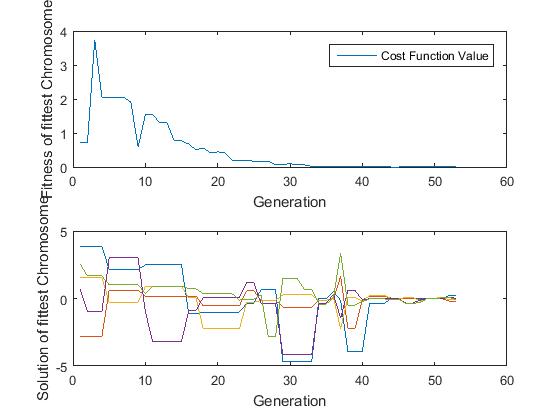 Fitness of fittest Chromosome
4
3
2
1
0
Cost Function Value
0 10 20 30 40 50 60
Generation
Solution of fittest Chromosome
5
0
-5
0 10 20 30 40 50 60
Generation